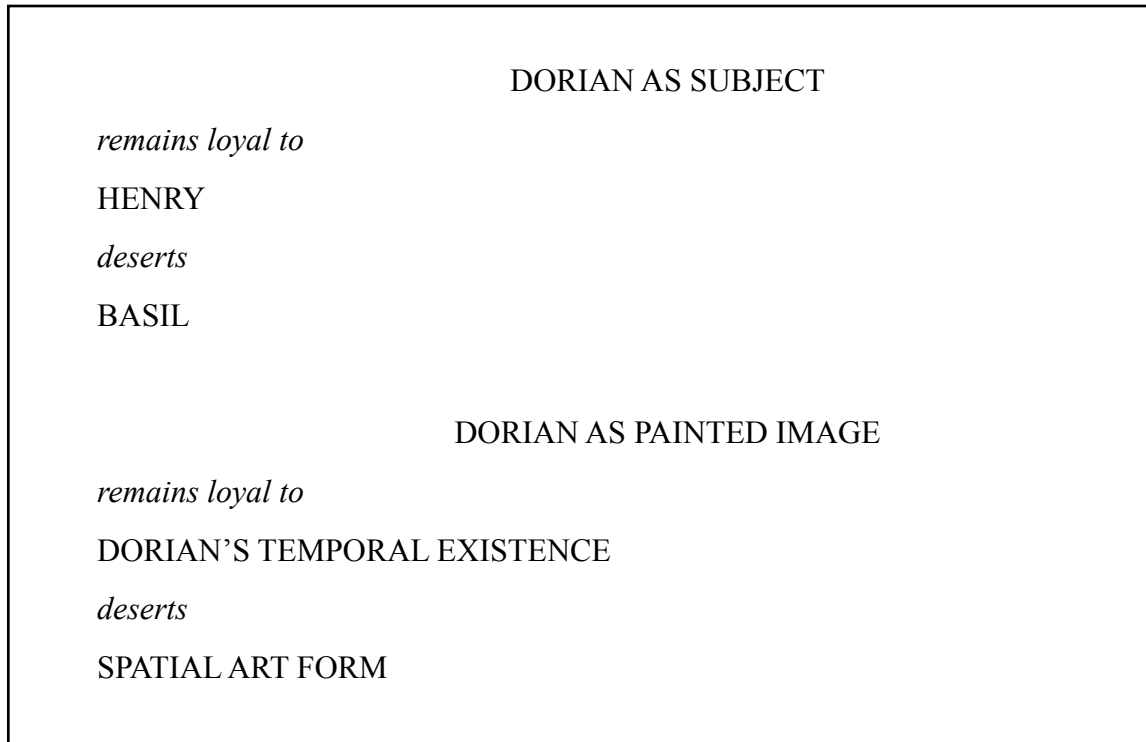 DORIAN AS SUBJECT
remains loyal to
HENRY
deserts
BASIL
DORIAN AS PAINTED IMAGE
remains loyal to
DORIAN’S TEMPORAL EXISTENCE
deserts
SPATIAL ART FORM